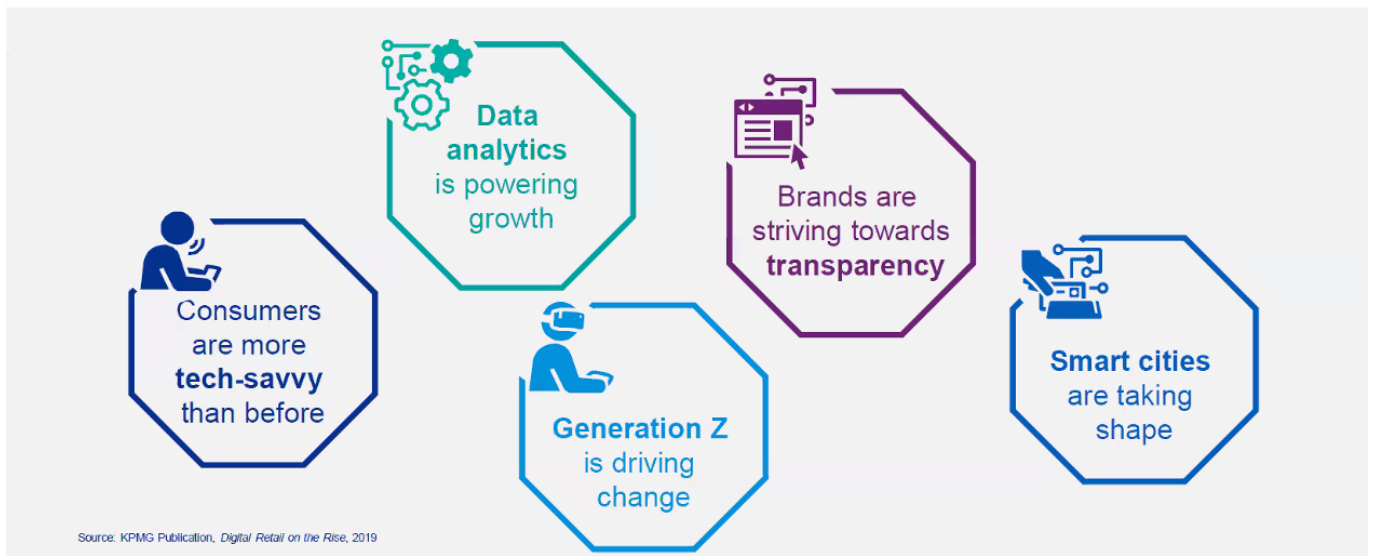 Data
analytics
is powering
growth
Brands are
striving towards
transparency
Consumers
are more
tech-savvy
than before
Generation Z
is driving
change
Smart cities
are taking
shape
Source: KPMG Publication, Digital Retail on the Rise, 2019